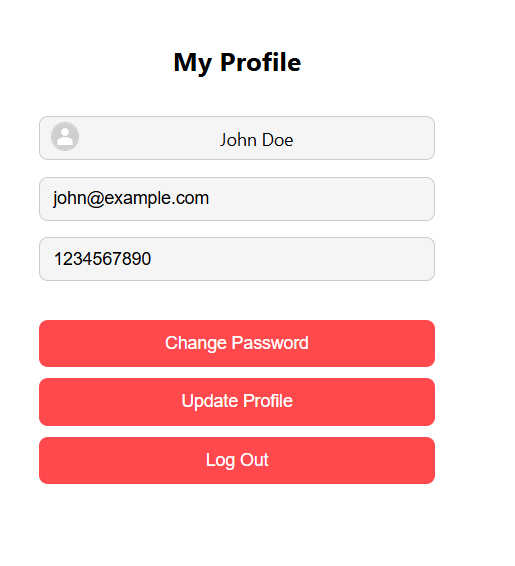 My Profile
John Doe
john@example.com
1234567890
Change Password
Update Profile
Log Out